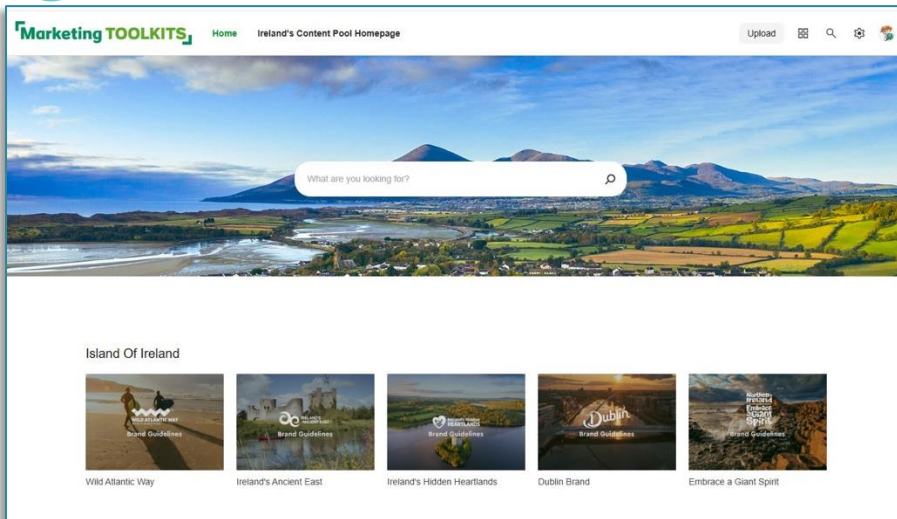 Marketing TOOLKITS
Home
Ireland's Content Pool Homepage
Upload
What are you looking for?
Island Of Ireland
WILD ATLANTIC WAY
Brand Guidelines
IRELAND'S
ANCIENT EAST
Brand Guidelines
IRELAND'S HIDDEN
HEARTLANDS
Brand Guidelines
Dublin
Brand Guidelines
Northern
Ireland
Embrace
a Giant
Spirit
Brand Guidelines
Wild Atlantic Way
Ireland's Ancient East
Ireland's Hidden Heartlands
Dublin Brand
Embrace a Giant Spirit